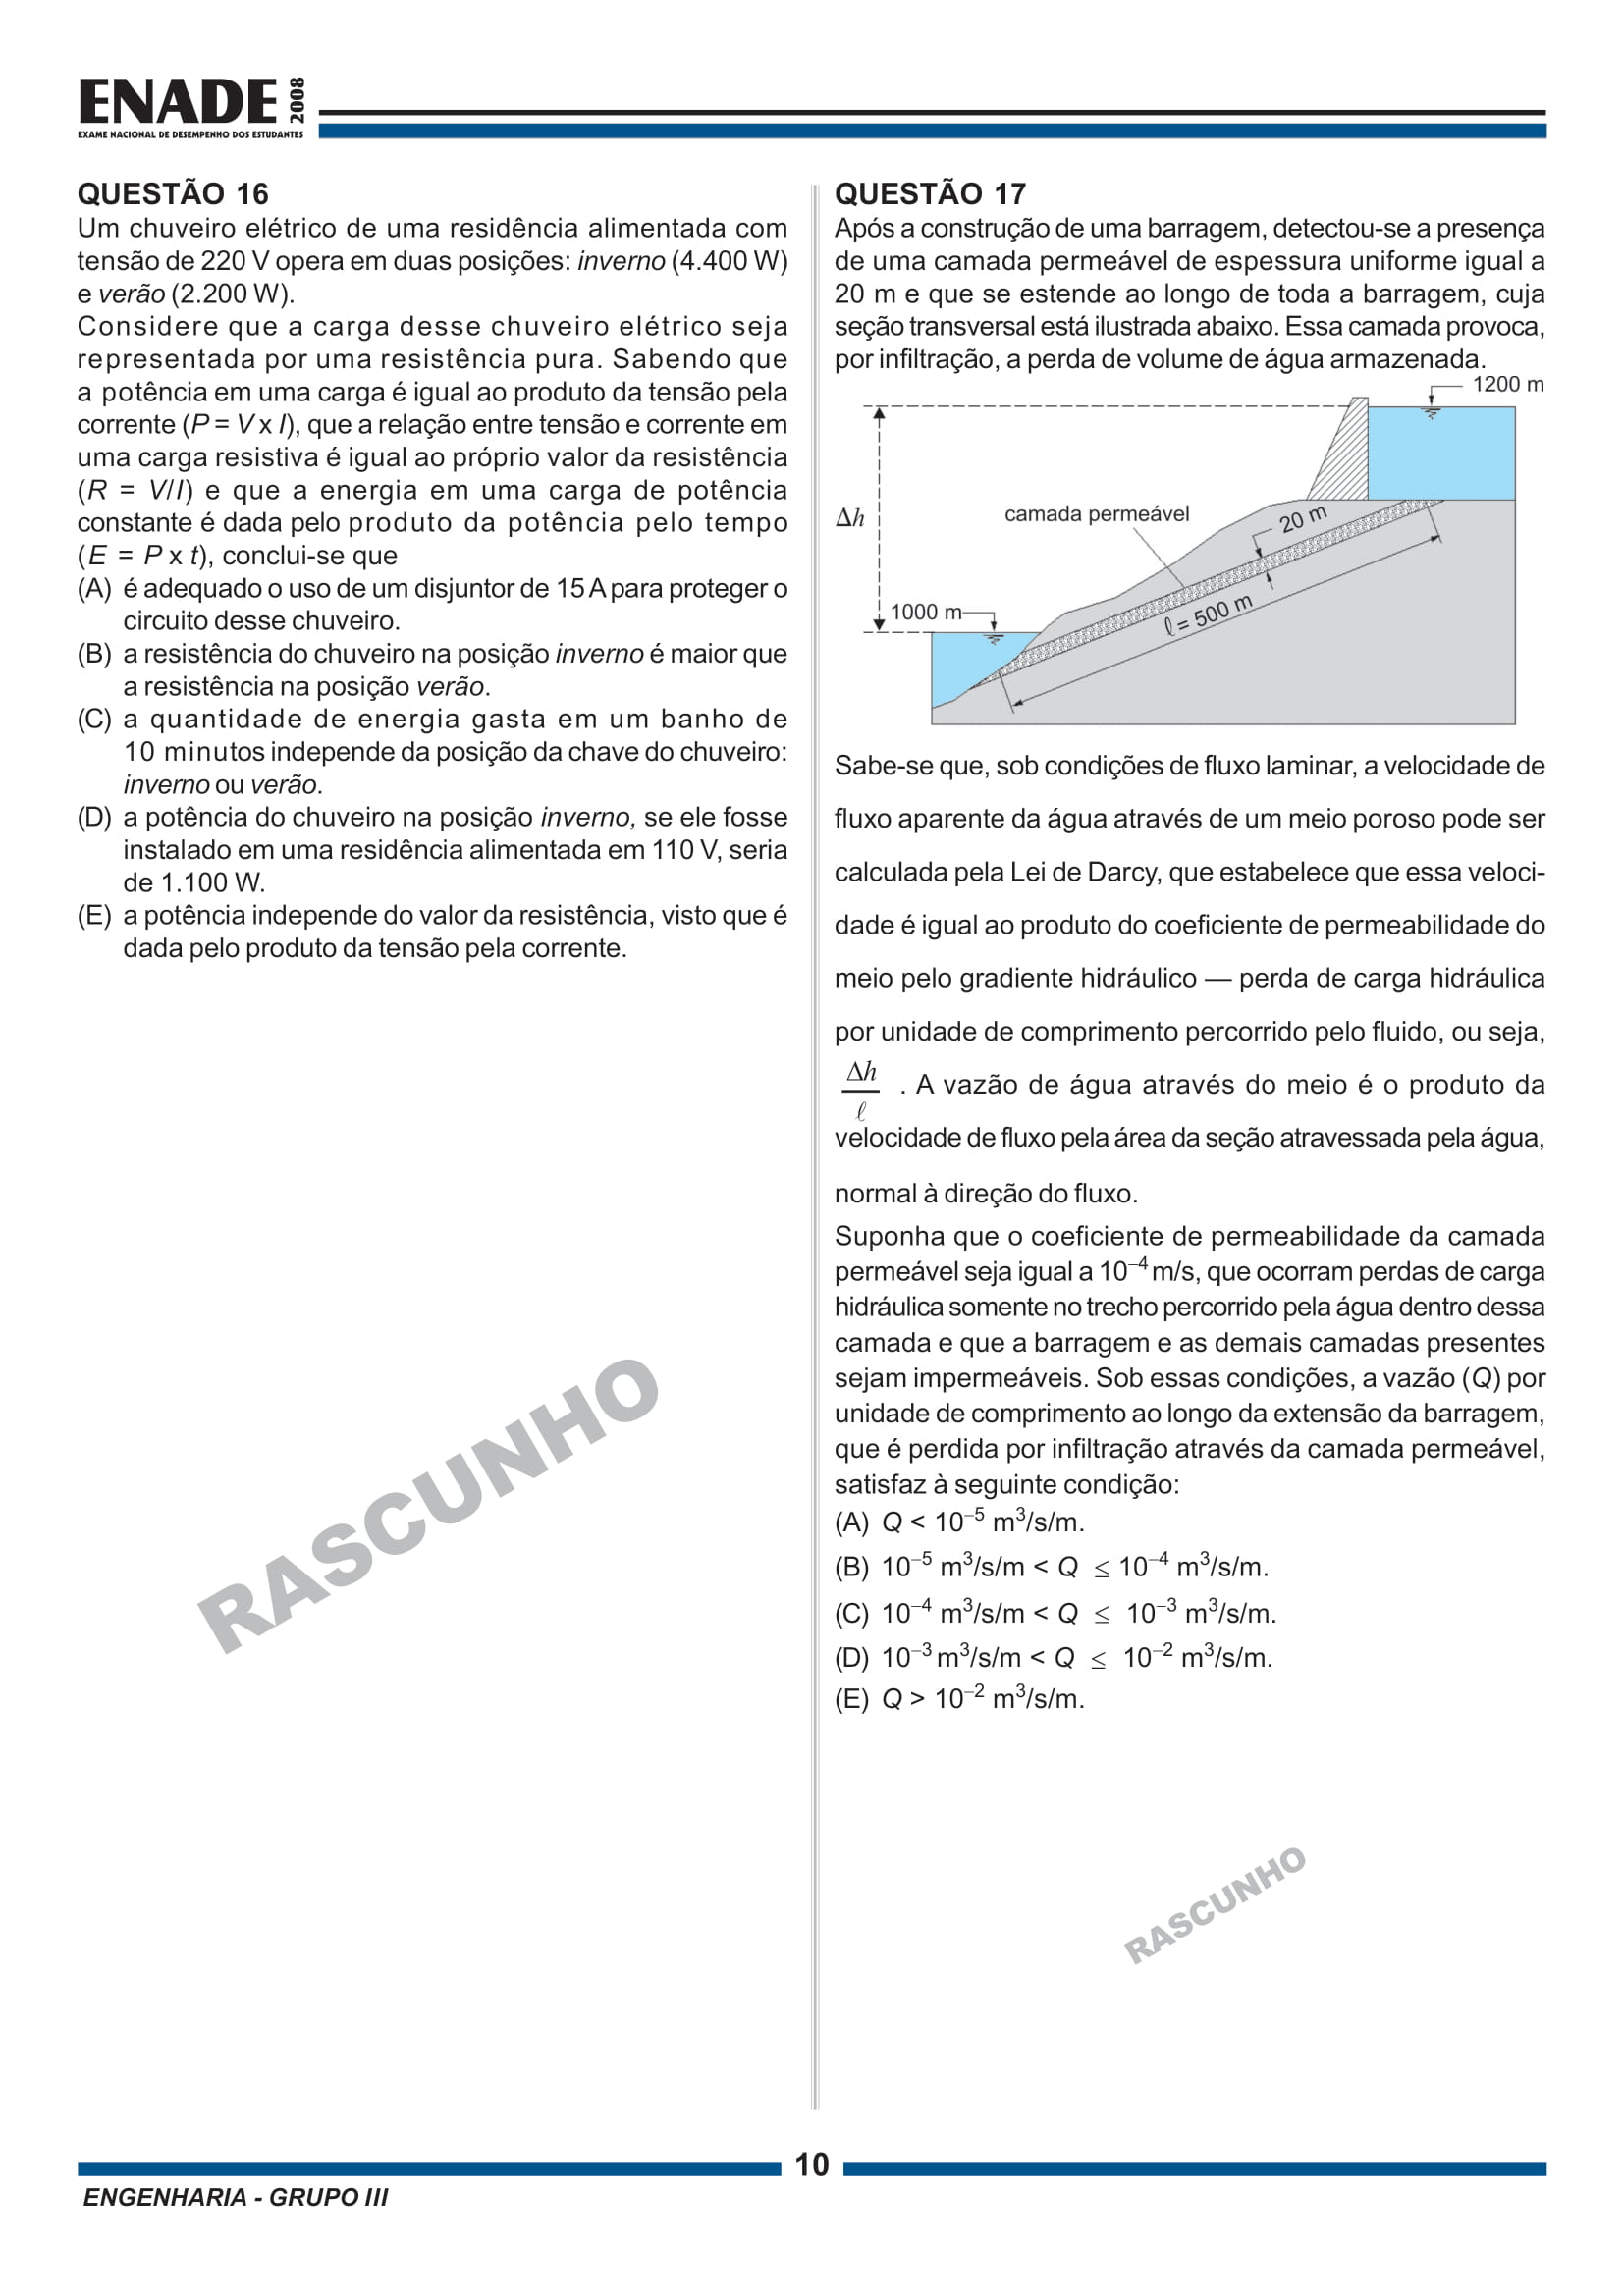 ENADE 2008
EXAME NACIONAL DE DESEMPENHO DOS ESTUDANTES
QUESTÃO 16
Um chuveiro elétrico de uma residência alimentada com
tensão de 220 V opera em duas posições: inverno (4.400 W)
e verão (2.200 W).
Considere que a carga desse chuveiro elétrico seja
representada por uma resistência pura. Sabendo que
a potência em uma carga é igual ao produto da tensão pela
corrente (P = V x I), que a relação entre tensão e corrente em
uma carga resistiva é igual ao próprio valor da resistência
(R = V/I) e que a energia em uma carga de potência
constante é dada pelo produto da potência pelo tempo
(E = P x t), conclui-se que
(A) é adequado o uso de um disjuntor de 15 A para proteger o
circuito desse chuveiro.
(B) a resistência do chuveiro na posição inverno é maior que
a resistência na posição verão.
(C) a quantidade de energia gasta em um banho de
10 minutos independe da posição da chave do chuveiro:
inverno ou verão.
(D) a potência do chuveiro na posição inverno, se ele fosse
instalado em uma residência alimentada em 110 V, seria
de 1.100 W.
(E) a potência independe do valor da resistência, visto que é
dada pelo produto da tensão pela corrente.
RASCUNHO
QUESTÃO 17
Após a construção de uma barragem, detectou-se a presença
de uma camada permeável de espessura uniforme igual a
20 m e que se estende ao longo de toda a barragem, cuja
seção transversal está ilustrada abaixo. Essa camada provoca,
por infiltração, a perda de volume de água armazenada.
1200 m
Δh
camada permeável
20 m
1000 m
ℓ = 500 m
Sabe-se que, sob condições de fluxo laminar, a velocidade de
fluxo aparente da água através de um meio poroso pode ser
calculada pela Lei de Darcy, que estabelece que essa veloci-
dade é igual ao produto do coeficiente de permeabilidade do
meio pelo gradiente hidráulico — perda de carga hidráulica
por unidade de comprimento percorrido pelo fluido, ou seja,
Δh/ℓ . A vazão de água através do meio é o produto da
velocidade de fluxo pela área da seção atravessada pela água,
normal à direção do fluxo.
Suponha que o coeficiente de permeabilidade da camada
permeável seja igual a 10⁻⁴ m/s, que ocorram perdas de carga
hidráulica somente no trecho percorrido pela água dentro dessa
camada e que a barragem e as demais camadas presentes
sejam impermeáveis. Sob essas condições, a vazão (Q) por
unidade de comprimento ao longo da extensão da barragem,
que é perdida por infiltração através da camada permeável,
satisfaz à seguinte condição:
(A) Q < 10⁻⁵ m³/s/m.
(B) 10⁻⁵ m³/s/m < Q ≤ 10⁻⁴ m³/s/m.
(C) 10⁻⁴ m³/s/m < Q ≤ 10⁻³ m³/s/m.
(D) 10⁻³ m³/s/m < Q ≤ 10⁻² m³/s/m.
(E) Q > 10⁻² m³/s/m.
RASCUNHO
10
ENGENHARIA - GRUPO III